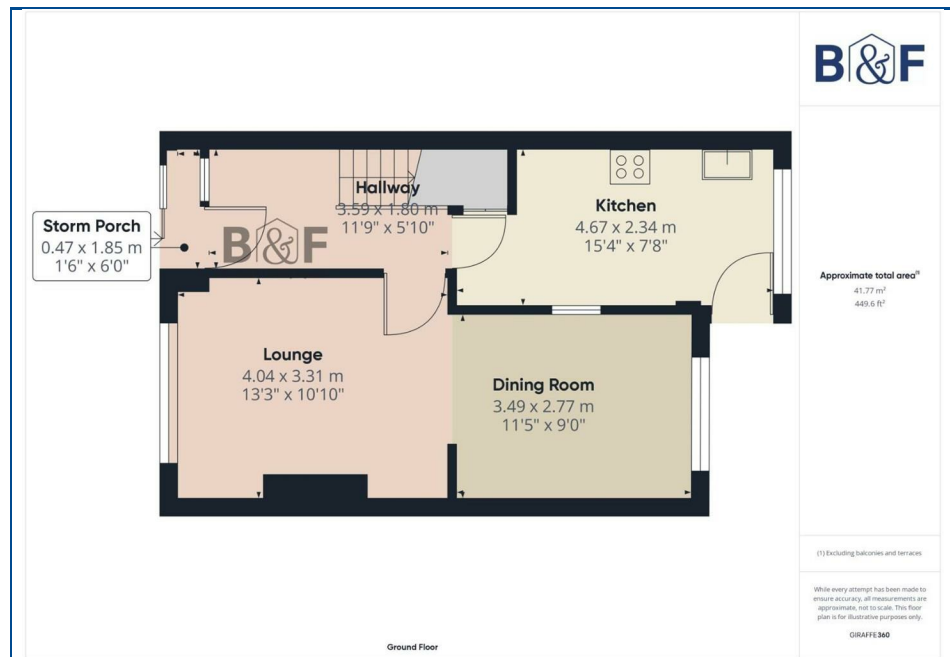 B&F
Storm Porch
0.47 x 1.85 m
1'6" x 6'0"
Hallway
3.59 x 1.80 m
11'9" x 5'10"
B&F
Kitchen
4.67 x 2.34 m
15'4" x 7'8"
Lounge
4.04 x 3.31 m
13'3" x 10'10"
Dining Room
3.49 x 2.77 m
11'5" x 9'0"
Ground Floor
Approximate total area⁽¹⁾
41.77 m²
449.6 ft²
(1) Excluding balconies and terraces
While every attempt has been made to
ensure accuracy, all measurements are
approximate, not to scale. This floor
plan is for illustrative purposes only.
GIRAFFE360